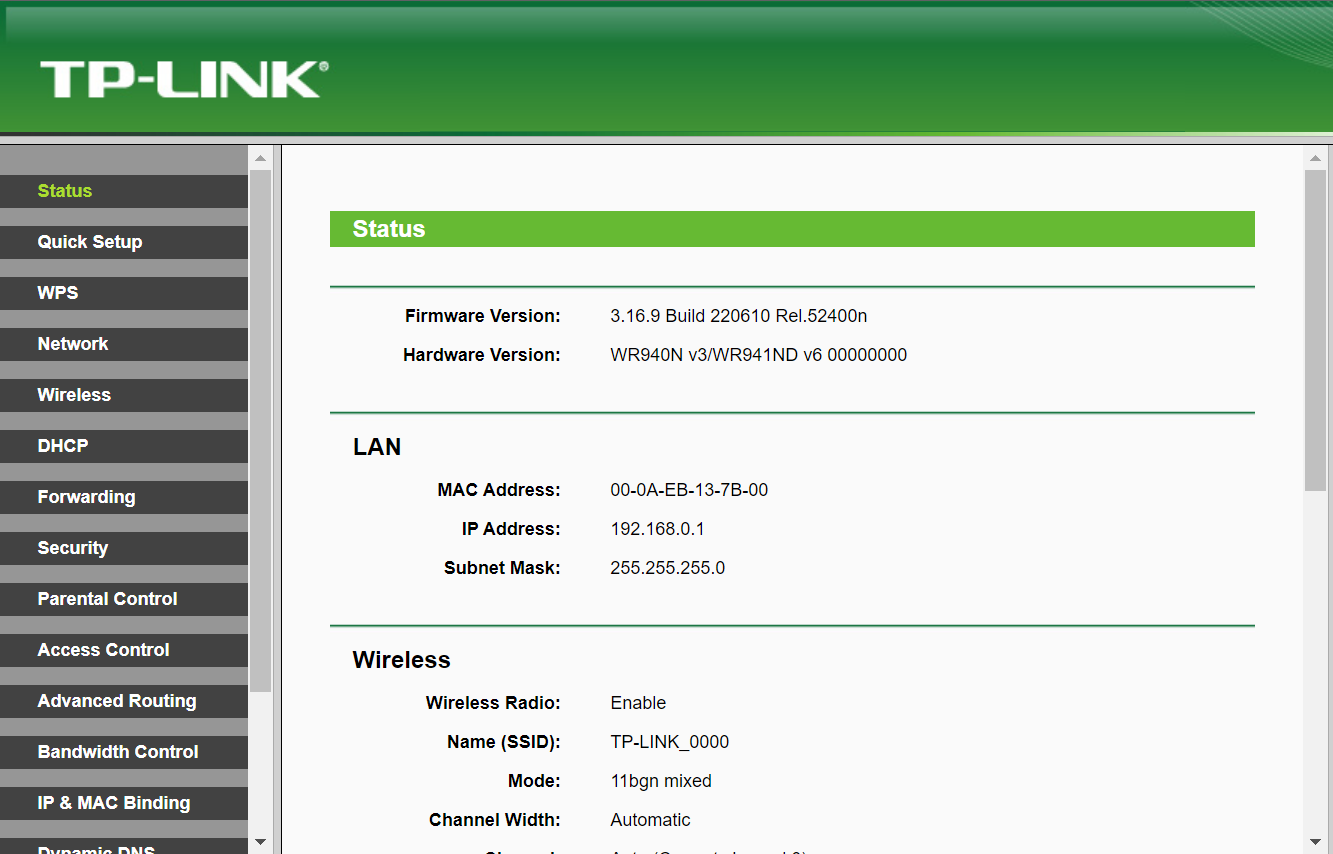 TP-LINK®
Status
Quick Setup
WPS
Network
Wireless
DHCP
Forwarding
Security
Parental Control
Access Control
Advanced Routing
Bandwidth Control
IP & MAC Binding
Dynamic DNS
Status
Firmware Version: 3.16.9 Build 220610 Rel.52400n
Hardware Version: WR940N v3/WR941ND v6 00000000
LAN
MAC Address: 00-0A-EB-13-7B-00
IP Address: 192.168.0.1
Subnet Mask: 255.255.255.0
Wireless
Wireless Radio: Enable
Name (SSID): TP-LINK_0000
Mode: 11bgn mixed
Channel Width: Automatic